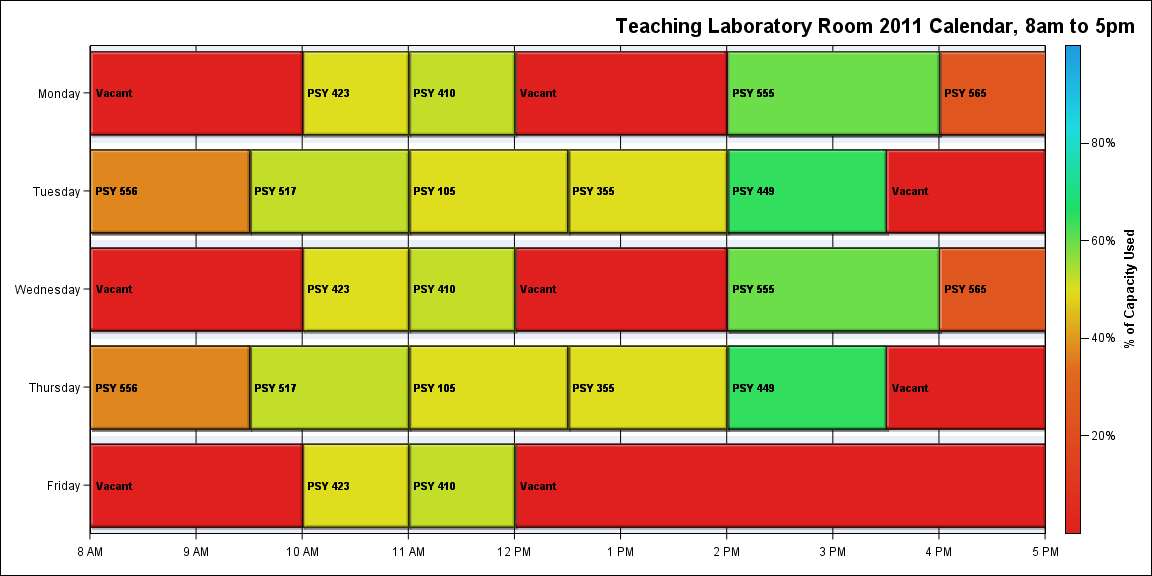 Teaching Laboratory Room 2011 Calendar, 8am to 5pm
Monday
Vacant
PSY 423
PSY 410
Vacant
PSY 555
PSY 565
Tuesday
PSY 556
PSY 517
PSY 105
PSY 355
PSY 449
Vacant
Wednesday
Vacant
PSY 423
PSY 410
Vacant
PSY 555
PSY 565
Thursday
PSY 556
PSY 517
PSY 105
PSY 355
PSY 449
Vacant
Friday
Vacant
PSY 423
PSY 410
Vacant
8 AM
9 AM
10 AM
11 AM
12 PM
1 PM
2 PM
3 PM
4 PM
5 PM
80%
60%
40%
20%
% of Capacity Used